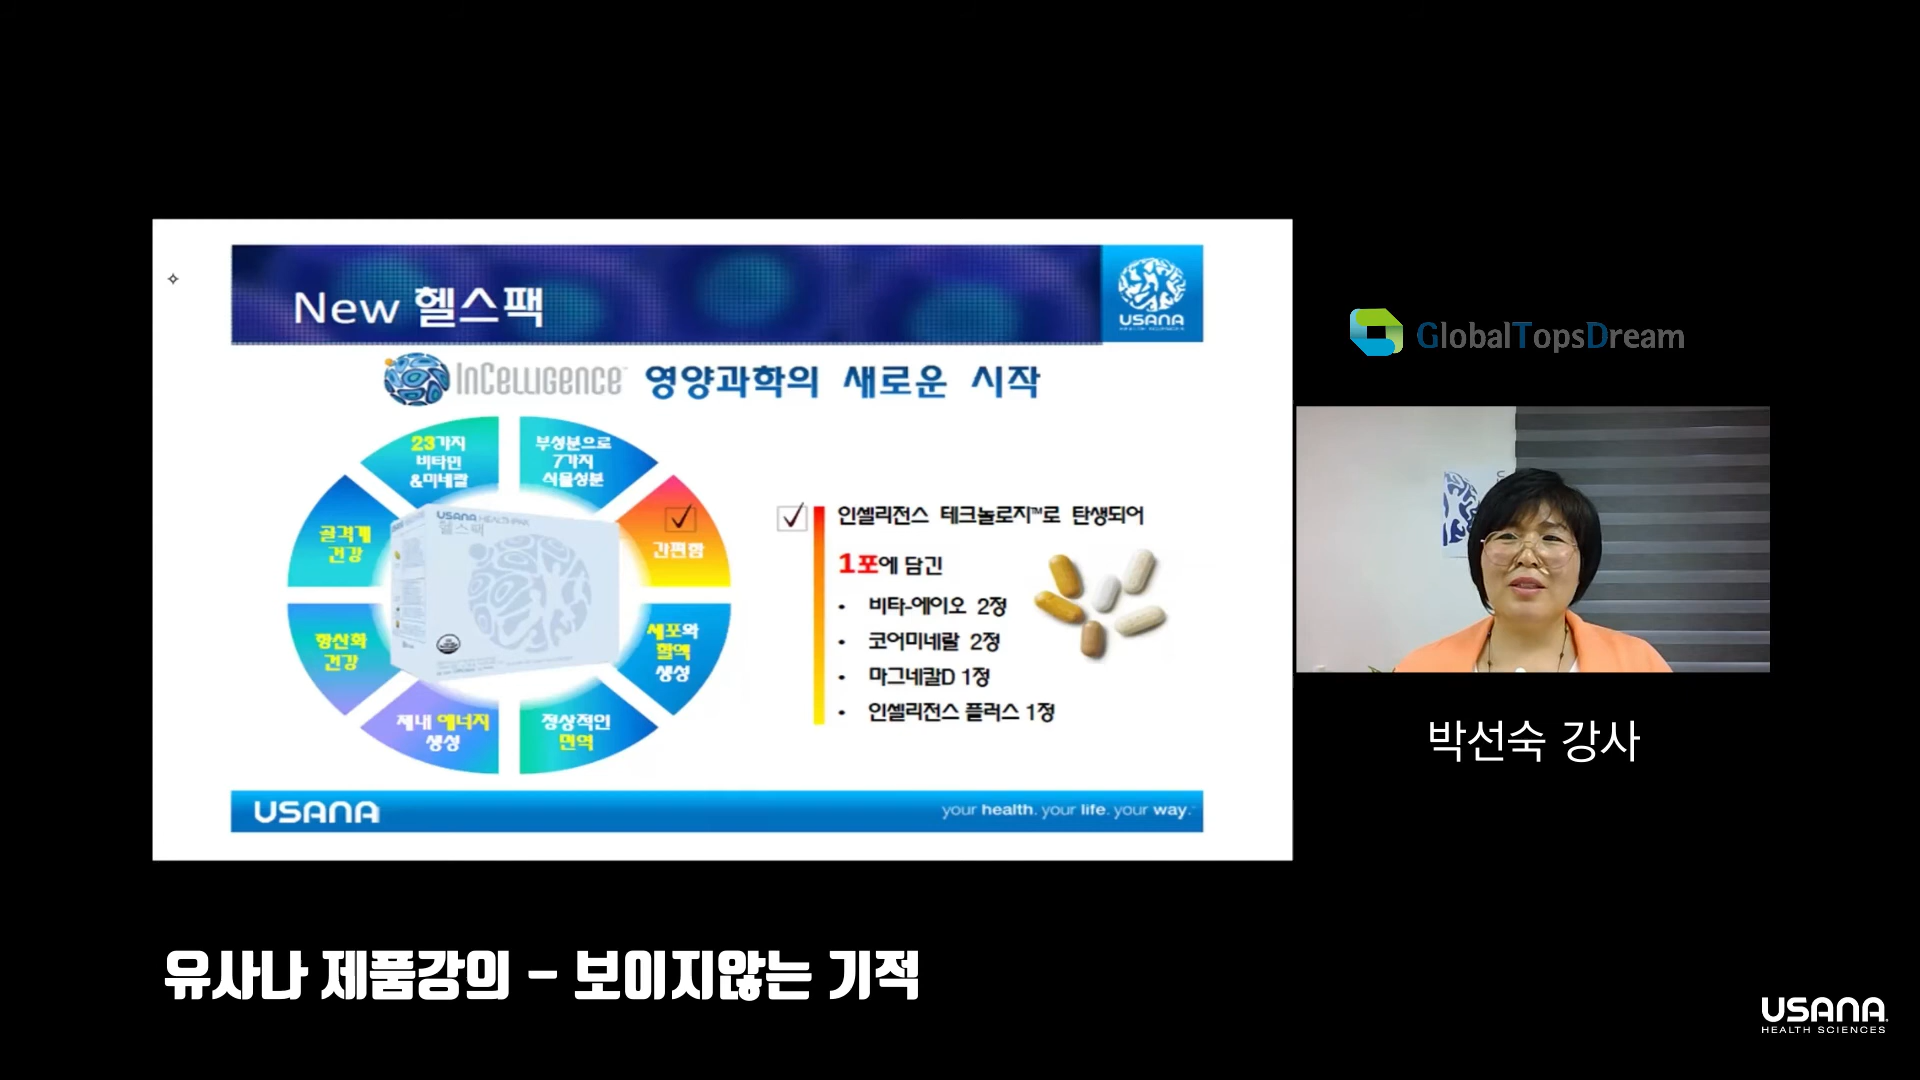 New 헬스팩
USANA
HEALTH SCIENCES
InCelligence™ 영양과학의 새로운 시작
23가지
비타민
&미네랄
부성분으로
7가지
식물성분
골격계
건강
간편함
USANA HEALTHPAK
헬스팩
항산화
건강
세포와
혈액
생성
체내 에너지
생성
정상적인
면역
인셀리전스 테크놀로지™로 탄생되어
1포에 담긴
• 비타-에이오 2정
• 코어미네랄 2정
• 마그네칼D 1정
• 인셀리전스 플러스 1정
USANA
your health. your life. your way.
GlobalTopsDream
박선숙 강사
유사나 제품강의 - 보이지않는 기적
USANA
HEALTH SCIENCES